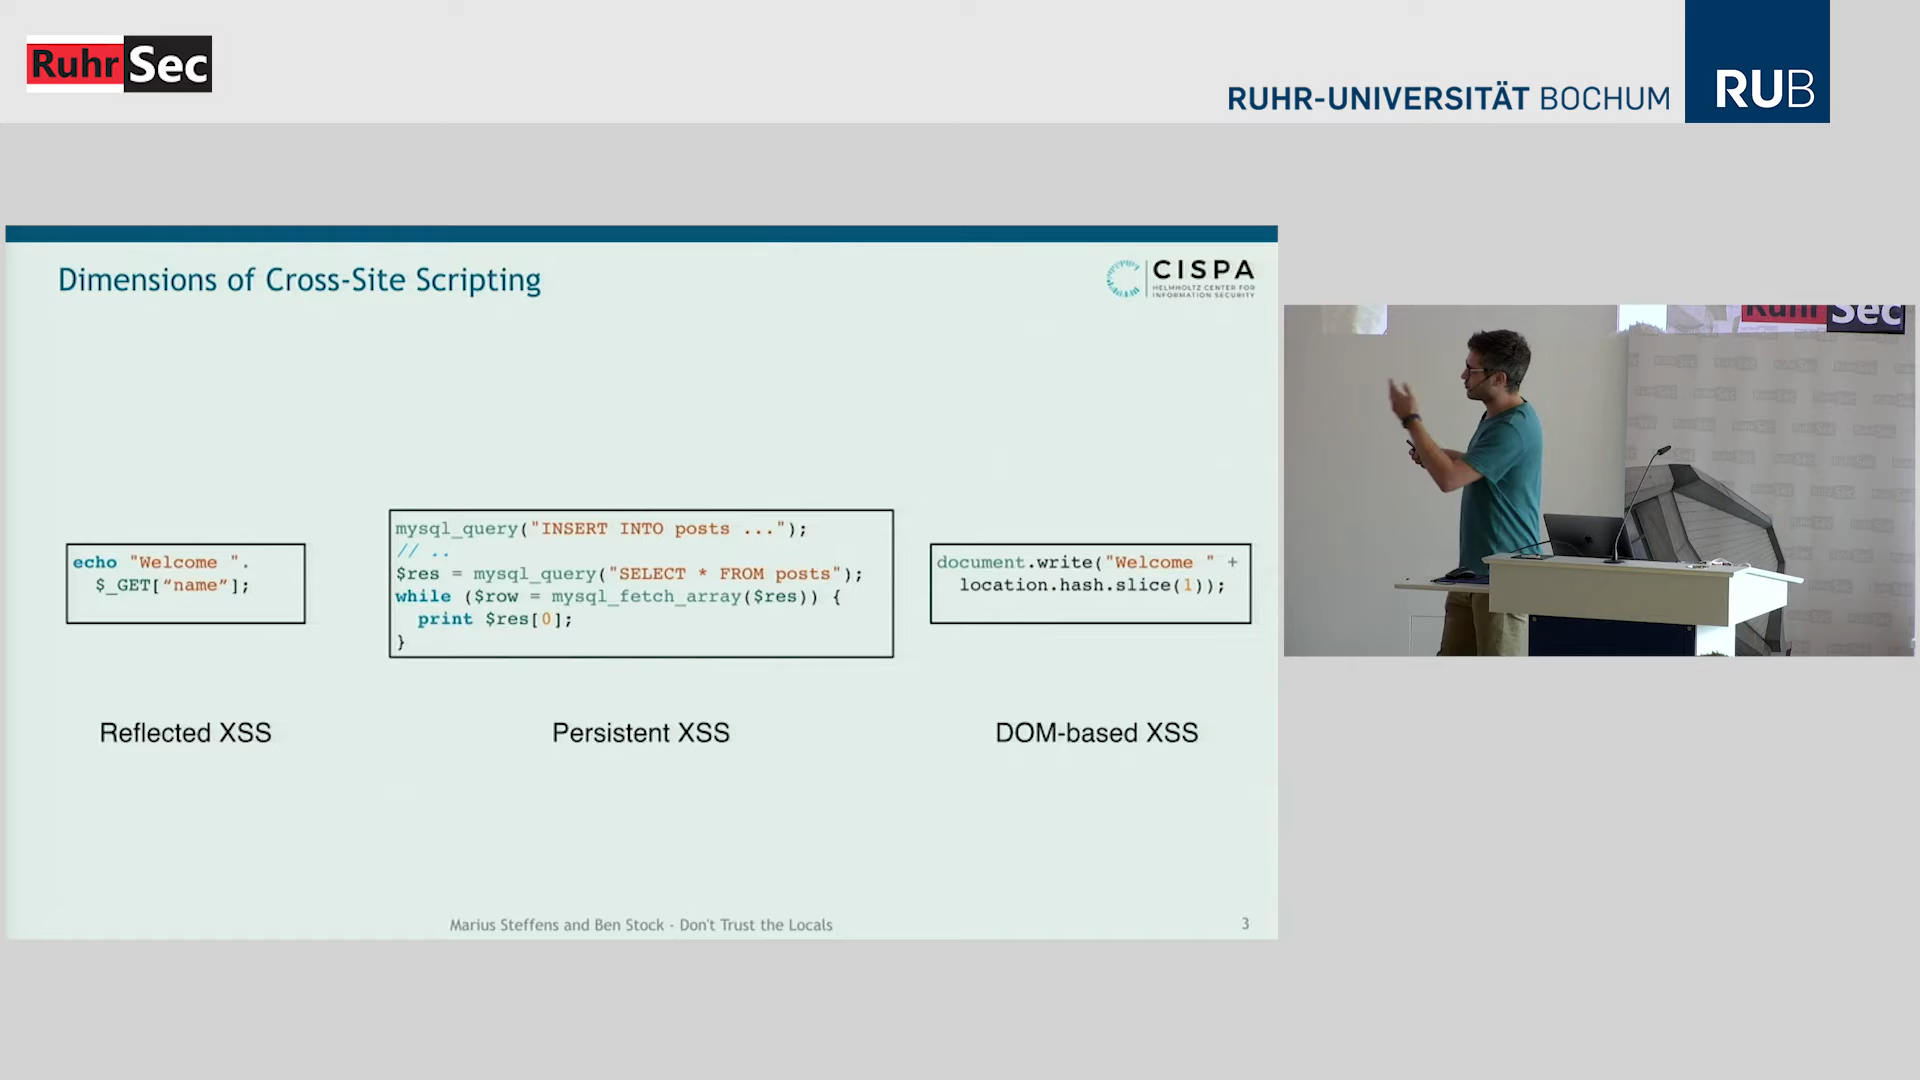 RuhrSec
RUHR-UNIVERSITÄT BOCHUM
RUB
Dimensions of Cross-Site Scripting
CISPA
HELMHOLTZ CENTER FOR
INFORMATION SECURITY
echo "Welcome ".
$_GET[“name”];
mysql_query("INSERT INTO posts ...");
// ..
$res = mysql_query("SELECT * FROM posts");
while ($row = mysql_fetch_array($res)) {
print $res[0];
}
document.write("Welcome " +
location.hash.slice(1));
Reflected XSS
Persistent XSS
DOM-based XSS
Marius Steffens and Ben Stock - Don't Trust the Locals
3
RuhrSec